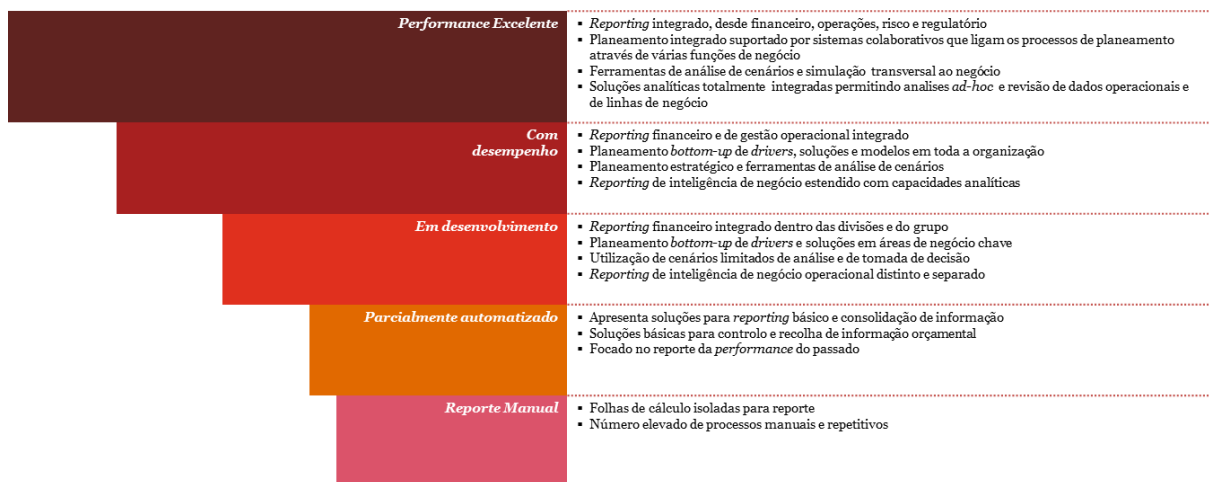 Performance Excelente
▪ Reporting integrado, desde financeiro, operações, risco e regulatório
▪ Planeamento integrado suportado por sistemas colaborativos que ligam os processos de planeamento
através de várias funções de negócio
▪ Ferramentas de análise de cenários e simulação transversal ao negócio
▪ Soluções analíticas totalmente integradas permitindo analises ad-hoc e revisão de dados operacionais e
de linhas de negócio
Com
desempenho
▪ Reporting financeiro e de gestão operacional integrado
▪ Planeamento bottom-up de drivers, soluções e modelos em toda a organização
▪ Planeamento estratégico e ferramentas de análise de cenários
▪ Reporting de inteligência de negócio estendido com capacidades analíticas
Em desenvolvimento
▪ Reporting financeiro integrado dentro das divisões e do grupo
▪ Planeamento bottom-up de drivers e soluções em áreas de negócio chave
▪ Utilização de cenários limitados de análise e de tomada de decisão
▪ Reporting de inteligência de negócio operacional distinto e separado
Parcialmente automatizado
▪ Apresenta soluções para reporting básico e consolidação de informação
▪ Soluções básicas para controlo e recolha de informação orçamental
▪ Focado no reporte da performance do passado
Reporte Manual
▪ Folhas de cálculo isoladas para reporte
▪ Número elevado de processos manuais e repetitivos